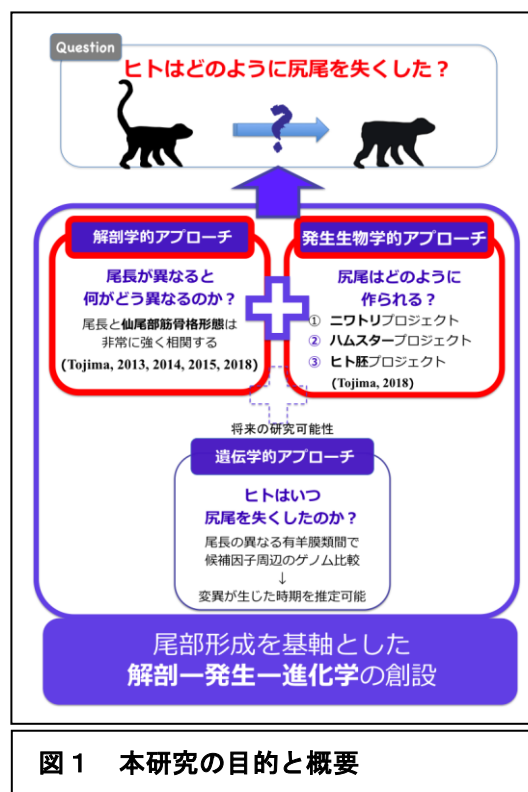 Question
ヒトはどのように尻尾を失くした？
?
解剖学的アプローチ
尾長が異なると
何がどう異なるのか？
尾長と仙尾部筋骨格形態は
非常に強く相関する
(Tojima, 2013, 2014, 2015, 2018)
発生生物学的アプローチ
尻尾はどのように
作られる？
① ニワトリプロジェクト
② ハムスタープロジェクト
③ ヒト胚プロジェクト
(Tojima, 2018)
将来の研究可能性
遺伝学的アプローチ
ヒトはいつ
尻尾を失くしたのか？
尾長の異なる有羊膜類間で
候補因子周辺のゲノム比較
↓
変異が生じた時期を推定可能
尾部形成を基軸とした
解剖ー発生ー進化学の創設
図１　本研究の目的と概要